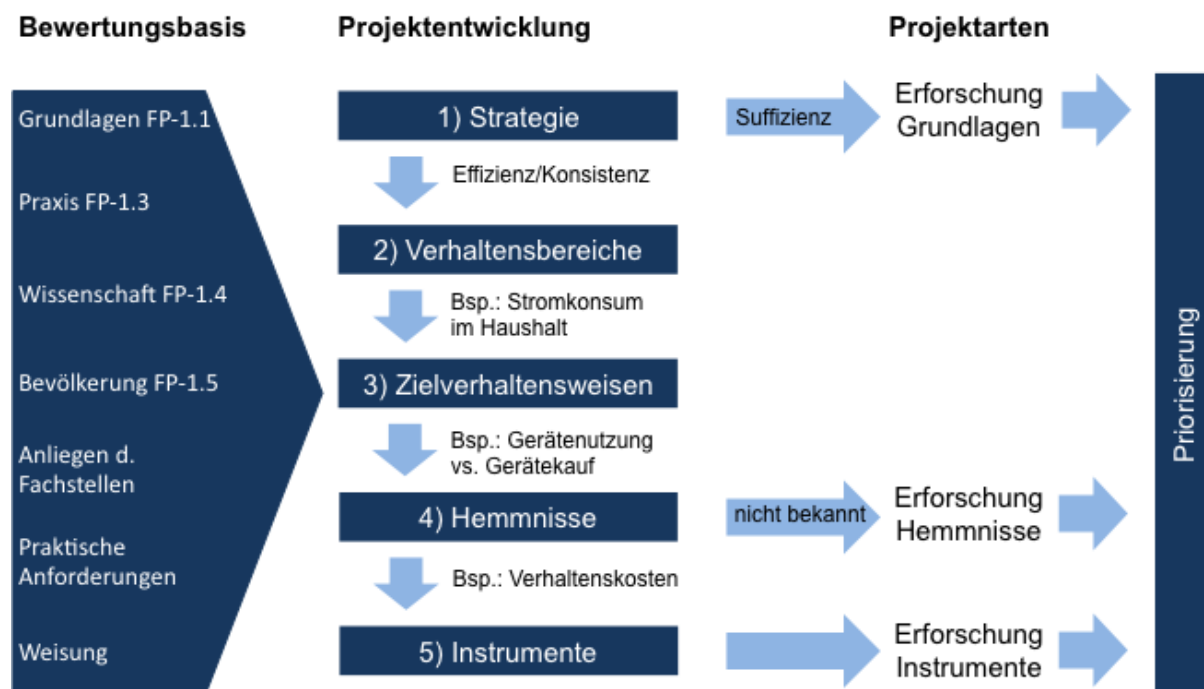 Bewertungsbasis
Projektentwicklung
Projektarten
Grundlagen FP-1.1
Praxis FP-1.3
Wissenschaft FP-1.4
Bevölkerung FP-1.5
Anliegen d.
Fachstellen
Praktische
Anforderungen
Weisung
1) Strategie
Effizienz/Konsistenz
2) Verhaltensbereiche
Bsp.: Stromkonsum
im Haushalt
3) Zielverhaltensweisen
Bsp.: Gerätenutzung
vs. Gerätekauf
4) Hemmnisse
Bsp.: Verhaltenskosten
5) Instrumente
Suffizienz
Erforschung
Grundlagen
nicht bekannt
Erforschung
Hemmnisse
Erforschung
Instrumente
Priorisierung